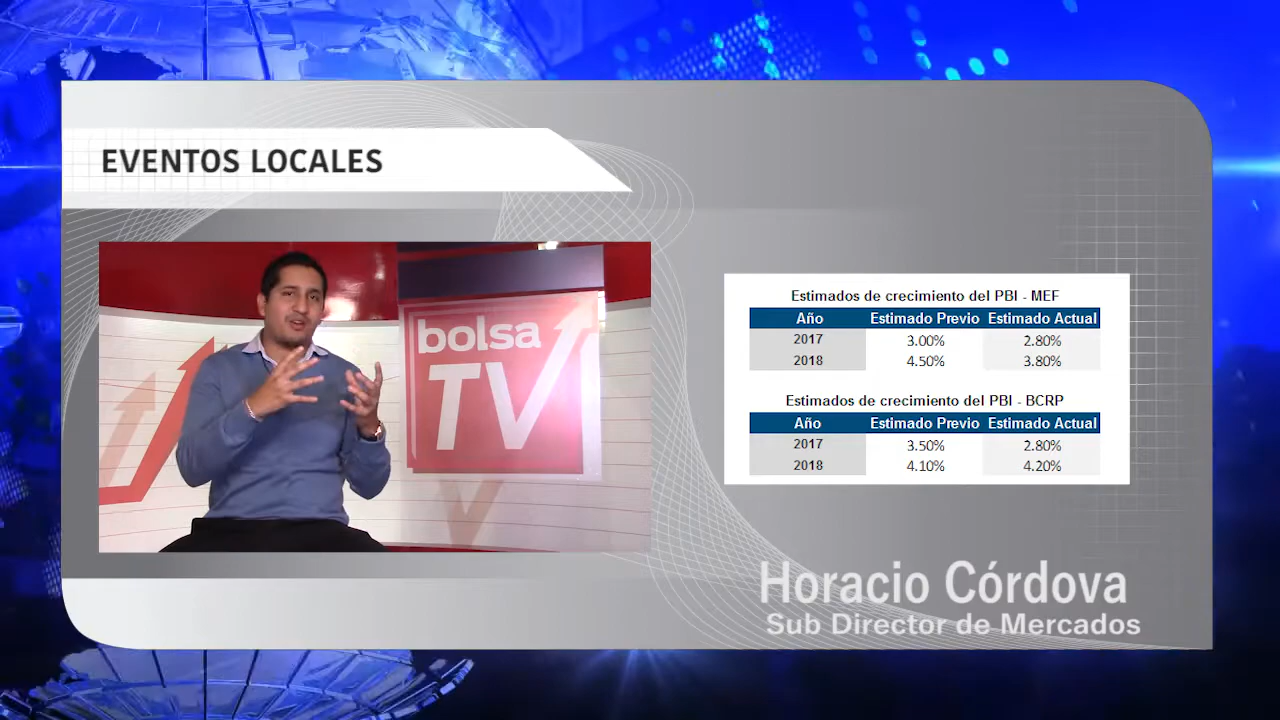 EVENTOS LOCALES
bolsa
TV
Estimados de crecimiento del PBI - MEF
Año Estimado Previo Estimado Actual
2017 3.00% 2.80%
2018 4.50% 3.80%
Estimados de crecimiento del PBI - BCRP
Año Estimado Previo Estimado Actual
2017 3.50% 2.80%
2018 4.10% 4.20%
Horacio Córdova
Sub Director de Mercados